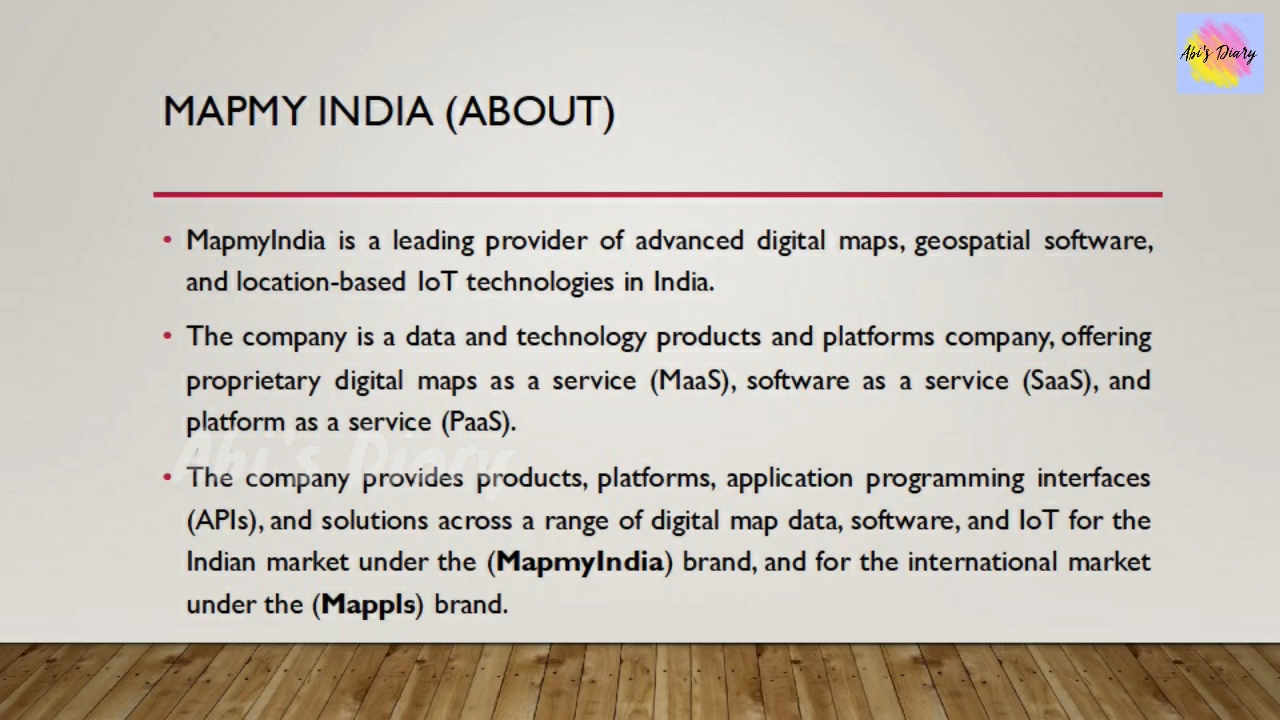 Abi's Diary
MAPMY INDIA (ABOUT)
• MapmyIndia is a leading provider of advanced digital maps, geospatial software,
and location-based IoT technologies in India.
• The company is a data and technology products and platforms company, offering
proprietary digital maps as a service (MaaS), software as a service (SaaS), and
platform as a service (PaaS).
Abi's Diary
• The company provides products, platforms, application programming interfaces
(APIs), and solutions across a range of digital map data, software, and IoT for the
Indian market under the (MapmyIndia) brand, and for the international market
under the (Mappls) brand.